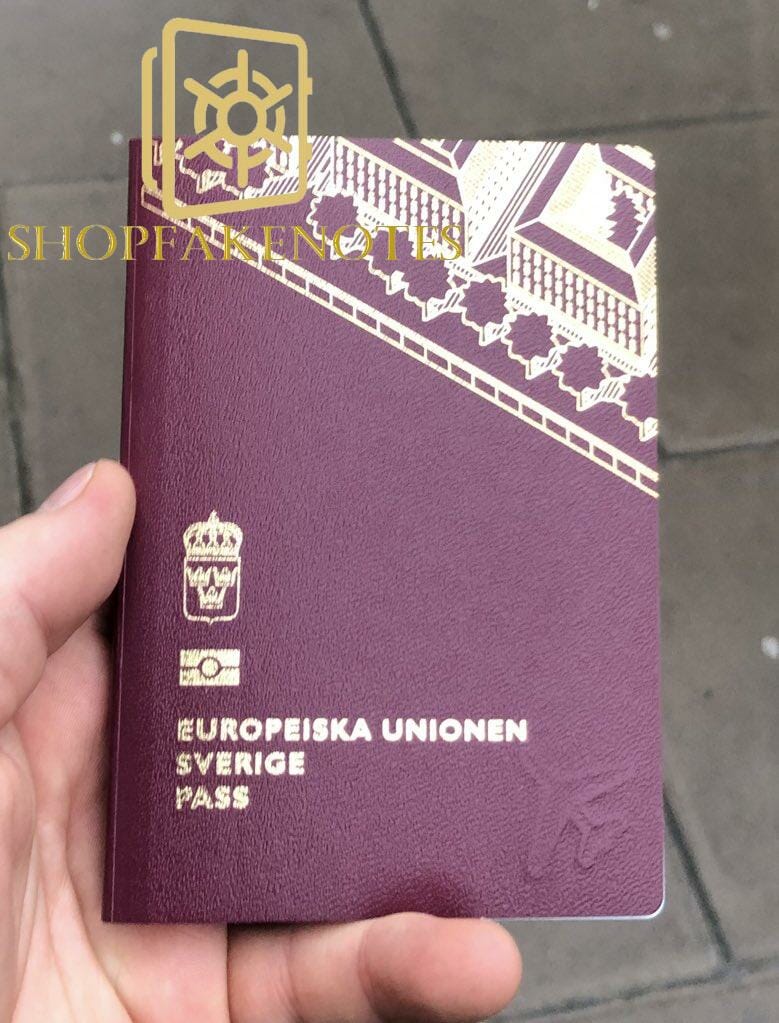 SHOPFAKENOTES
EUROPEISKA UNIONEN
SVERIGE
PASS